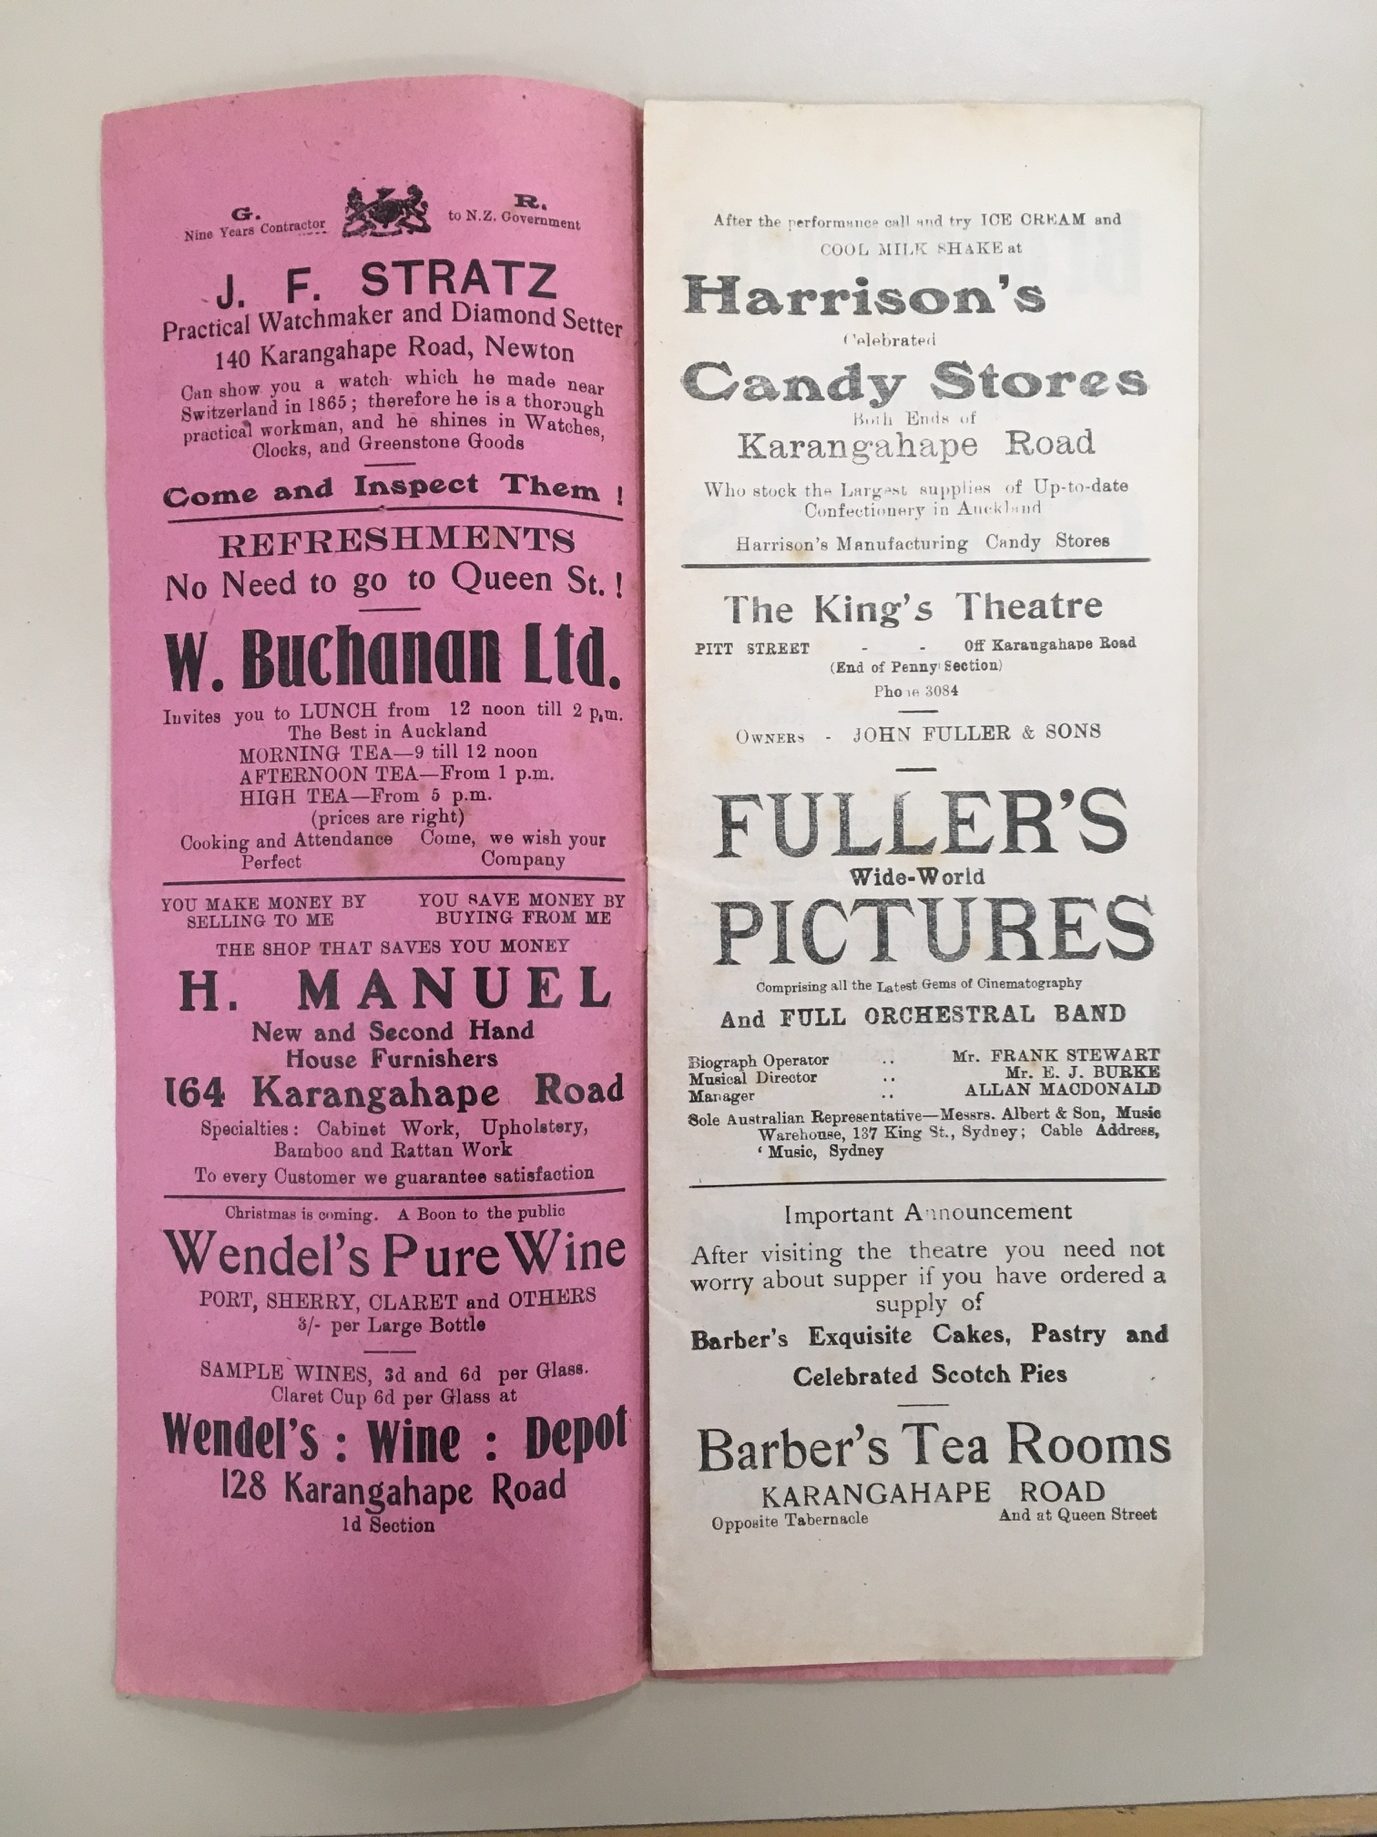 G. R.
Nine Years Contractor to N.Z. Government
J. F. STRATZ
Practical Watchmaker and Diamond Setter
140 Karangahape Road, Newton
Can show you a watch which he made near
Switzerland in 1865; therefore he is a thorough
practical workman, and he shines in Watches,
Clocks, and Greenstone Goods
Come and Inspect Them !
REFRESHMENTS
No Need to go to Queen St. !
W. Buchanan Ltd.
Invites you to LUNCH from 12 noon till 2 p.m.
The Best in Auckland
MORNING TEA—9 till 12 noon
AFTERNOON TEA—From 1 p.m.
HIGH TEA—From 5 p.m.
(prices are right)
Cooking and Attendance Come, we wish your
Perfect Company
YOU MAKE MONEY BY YOU SAVE MONEY BY
SELLING TO ME BUYING FROM ME
THE SHOP THAT SAVES YOU MONEY
H. MANUEL
New and Second Hand
House Furnishers
164 Karangahape Road
Specialties: Cabinet Work, Upholstery,
Bamboo and Rattan Work
To every Customer we guarantee satisfaction
Christmas is coming. A Boon to the public
Wendel's Pure Wine
PORT, SHERRY, CLARET and OTHERS
3/- per Large Bottle
SAMPLE WINES, 3d and 6d per Glass.
Claret Cup 6d per Glass at
Wendel's : Wine : Depot
128 Karangahape Road
1d Section
After the performance call and try ICE CREAM and
COOL MILK SHAKE at
Harrison's
Celebrated
Candy Stores
Both Ends of
Karangahape Road
Who stock the Largest supplies of Up-to-date
Confectionery in Auckland
Harrison's Manufacturing Candy Stores
The King's Theatre
PITT STREET - - Off Karangahape Road
(End of Penny Section)
Phone 3084
OWNERS - JOHN FULLER & SONS
FULLER'S
Wide-World
PICTURES
Comprising all the Latest Gems of Cinematography
And FULL ORCHESTRAL BAND
Biograph Operator .. Mr. FRANK STEWART
Musical Director .. Mr. E. J. BURKE
Manager .. ALLAN MACDONALD
Sole Australian Representative—Messrs. Albert & Son, Music
Warehouse, 137 King St., Sydney; Cable Address,
‘ Music, Sydney
Important Announcement
After visiting the theatre you need not
worry about supper if you have ordered a
supply of
Barber's Exquisite Cakes, Pastry and
Celebrated Scotch Pies
Barber's Tea Rooms
KARANGAHAPE ROAD
Opposite Tabernacle And at Queen Street